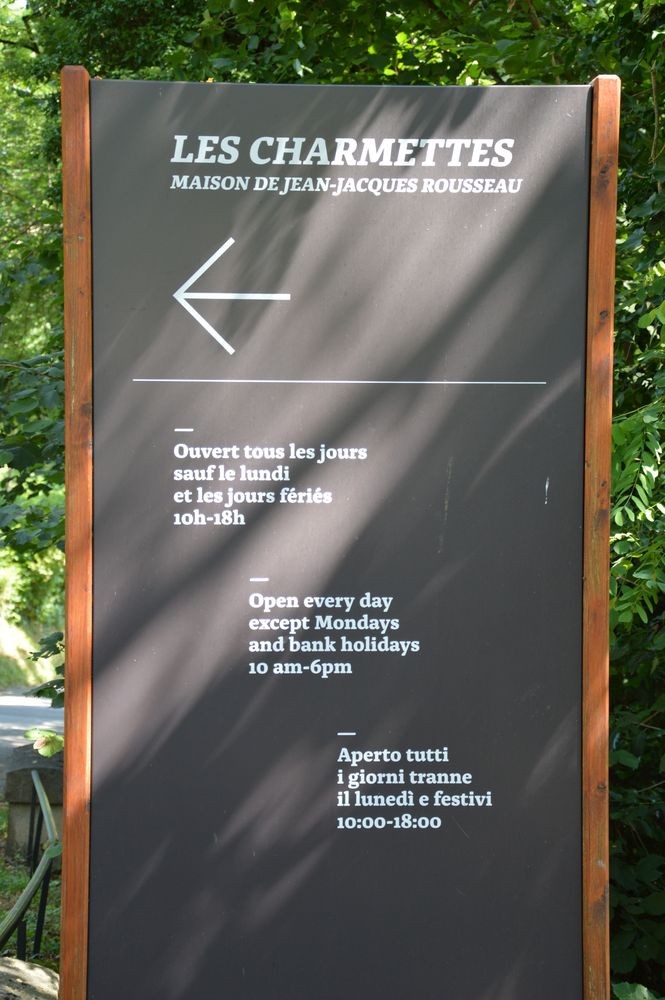 LES CHARMETTES
MAISON DE JEAN-JACQUES ROUSSEAU
Ouvert tous les jours
sauf le lundi
et les jours fériés
10h-18h
Open every day
except Mondays
and bank holidays
10 am-6pm
Aperto tutti
i giorni tranne
il lunedì e festivi
10:00-18:00